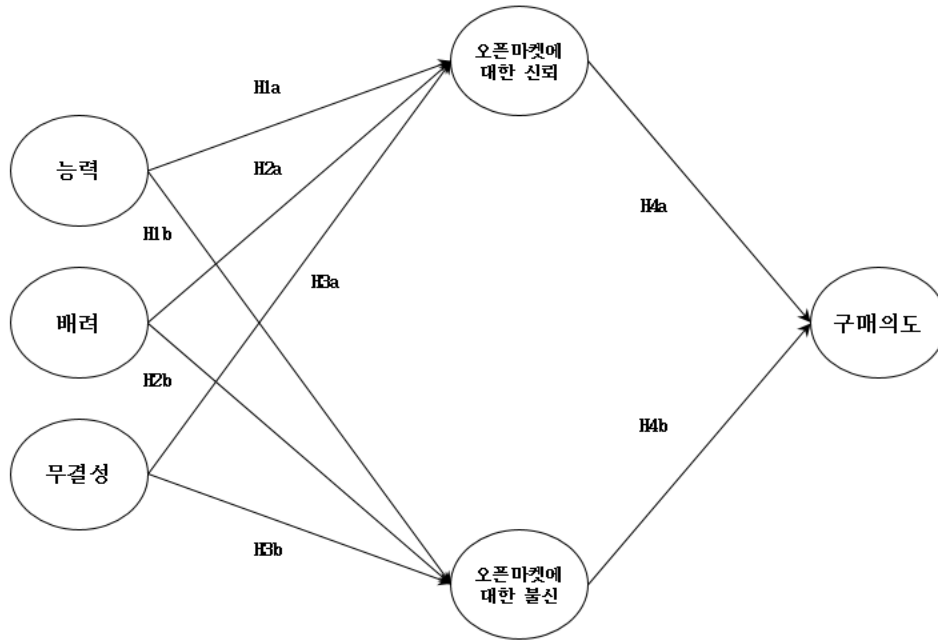 오픈마켓에
대한 신뢰
H1a
능력
H2a
H1b
H4a
H3a
배려
구매의도
H2b
H4b
무결성
H3b
오픈마켓에
대한 불신